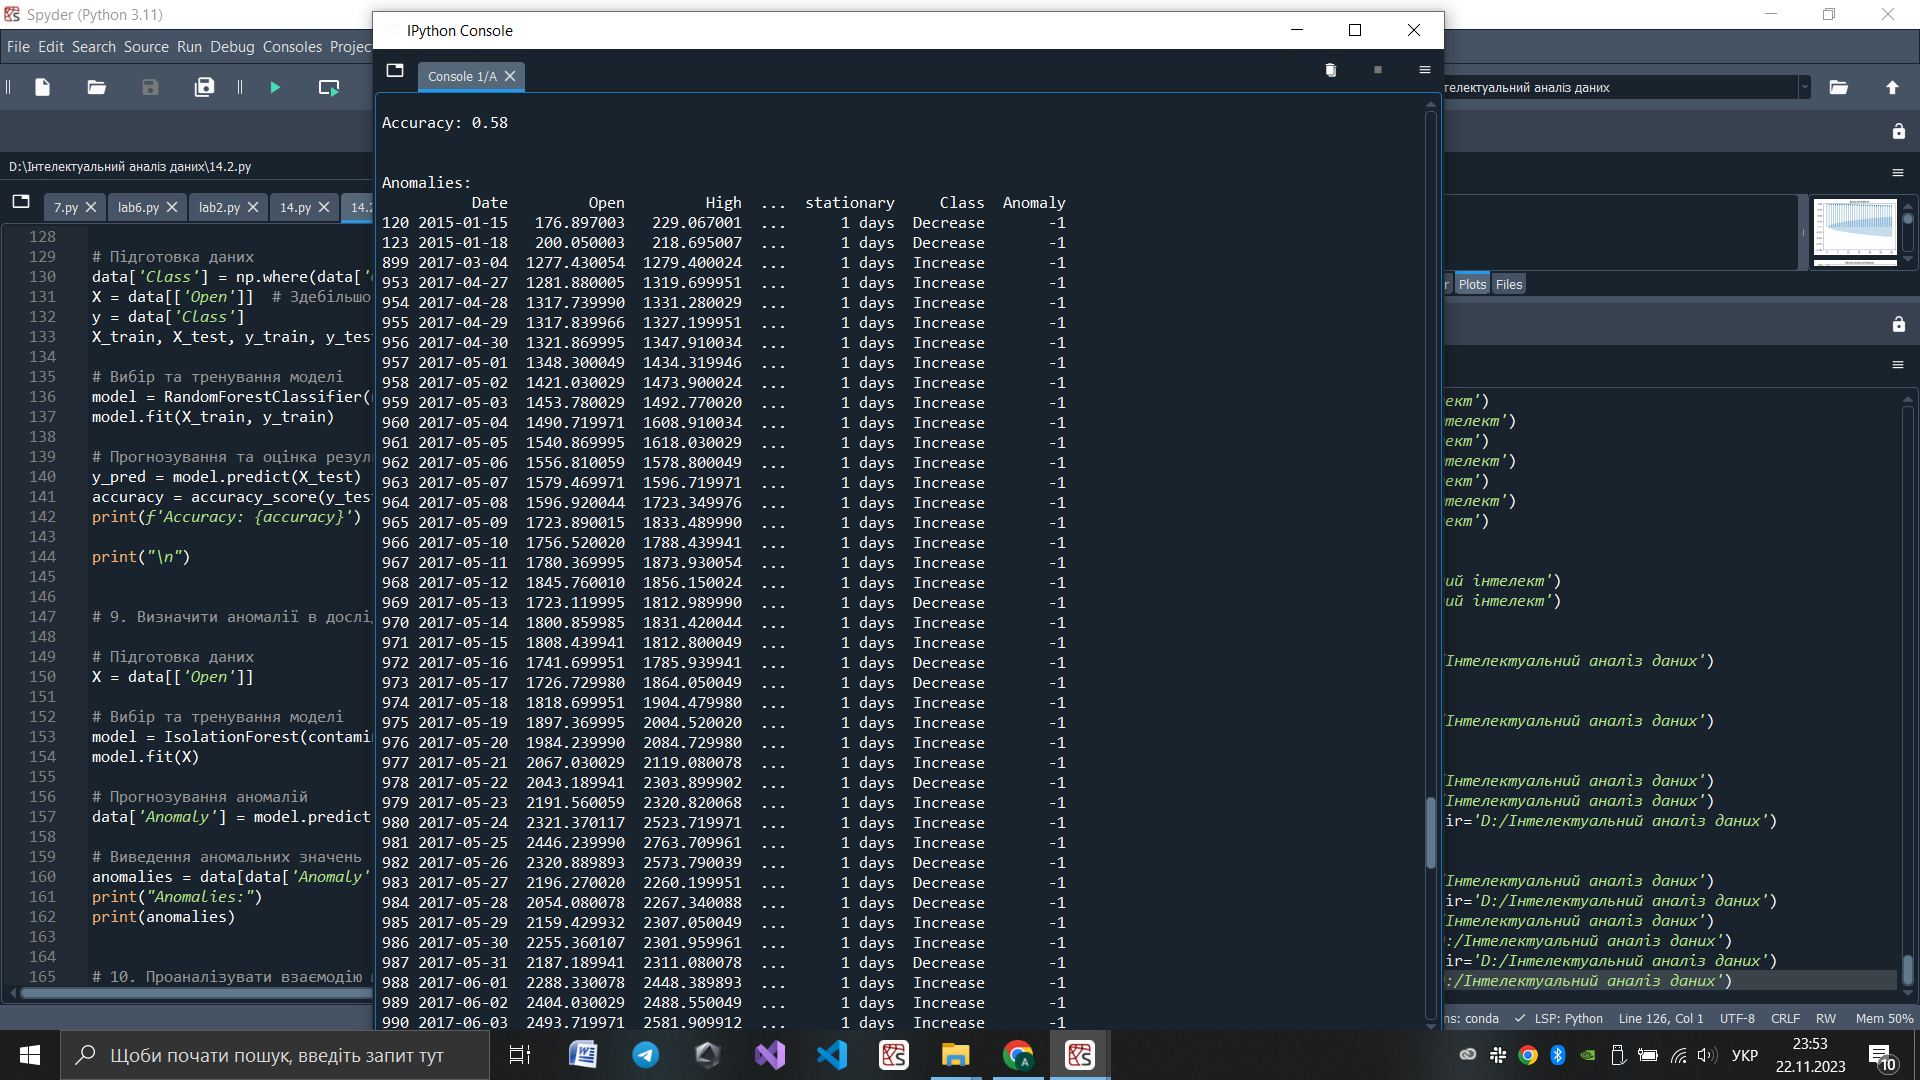 Spyder (Python 3.11)
File Edit Search Source Run Debug Consoles Projec
D:\Інтелектуальний аналіз даних\14.2.py
7.py lab6.py lab2.py 14.py 14.2
128
129 # Підготовка даних
130 data['Class'] = np.where(data['
131 X = data[['Open']] # Здебільшо
132 y = data['Class']
133 X_train, X_test, y_train, y_tes
134
135 # Вибір та тренування моделі
136 model = RandomForestClassifier(
137 model.fit(X_train, y_train)
138
139 # Прогнозування та оцінка резул
140 y_pred = model.predict(X_test)
141 accuracy = accuracy_score(y_tes
142 print(f'Accuracy: {accuracy}')
143
144 print("\n")
145
146
147 # 9. Визначити аномалії в дослід
148
149 # Підготовка даних
150 X = data[['Open']]
151
152 # Вибір та тренування моделі
153 model = IsolationForest(contami
154 model.fit(X)
155
156 # Прогнозування аномалій
157 data['Anomaly'] = model.predict
158
159 # Виведення аномальних значень
160 anomalies = data[data['Anomaly'
161 print("Anomalies:")
162 print(anomalies)
163
164
165 # 10. Проаналізувати взаємодію
IPython Console
Console 1/A
Accuracy: 0.58
Anomalies:
Date Open High ... stationary Class Anomaly
120 2015-01-15 176.897003 229.067001 ... 1 days Decrease -1
123 2015-01-18 200.050003 218.695007 ... 1 days Decrease -1
899 2017-03-04 1277.430054 1279.400024 ... 1 days Increase -1
953 2017-04-27 1281.880005 1319.699951 ... 1 days Increase -1
954 2017-04-28 1317.739990 1331.280029 ... 1 days Increase -1
955 2017-04-29 1317.839966 1327.199951 ... 1 days Increase -1
956 2017-04-30 1321.869995 1347.910034 ... 1 days Increase -1
957 2017-05-01 1348.300049 1434.319946 ... 1 days Increase -1
958 2017-05-02 1421.030029 1473.900024 ... 1 days Increase -1
959 2017-05-03 1453.780029 1492.770020 ... 1 days Increase -1
960 2017-05-04 1490.719971 1608.910034 ... 1 days Increase -1
961 2017-05-05 1540.869995 1618.030029 ... 1 days Increase -1
962 2017-05-06 1556.810059 1578.800049 ... 1 days Increase -1
963 2017-05-07 1579.469971 1596.719971 ... 1 days Increase -1
964 2017-05-08 1596.920044 1723.349976 ... 1 days Increase -1
965 2017-05-09 1723.890015 1833.489990 ... 1 days Increase -1
966 2017-05-10 1756.520020 1788.439941 ... 1 days Increase -1
967 2017-05-11 1780.369995 1873.930054 ... 1 days Increase -1
968 2017-05-12 1845.760010 1856.150024 ... 1 days Increase -1
969 2017-05-13 1723.119995 1812.989990 ... 1 days Decrease -1
970 2017-05-14 1800.859985 1831.420044 ... 1 days Increase -1
971 2017-05-15 1808.439941 1812.800049 ... 1 days Increase -1
972 2017-05-16 1741.699951 1785.939941 ... 1 days Decrease -1
973 2017-05-17 1726.729980 1864.050049 ... 1 days Decrease -1
974 2017-05-18 1818.699951 1904.479980 ... 1 days Increase -1
975 2017-05-19 1897.369995 2004.520020 ... 1 days Increase -1
976 2017-05-20 1984.239990 2084.729980 ... 1 days Increase -1
977 2017-05-21 2067.030029 2119.080078 ... 1 days Increase -1
978 2017-05-22 2043.189941 2303.899902 ... 1 days Decrease -1
979 2017-05-23 2191.560059 2320.820068 ... 1 days Increase -1
980 2017-05-24 2321.370117 2523.719971 ... 1 days Increase -1
981 2017-05-25 2446.239990 2763.709961 ... 1 days Increase -1
982 2017-05-26 2320.889893 2573.790039 ... 1 days Decrease -1
983 2017-05-27 2196.270020 2260.199951 ... 1 days Decrease -1
984 2017-05-28 2054.080078 2267.340088 ... 1 days Decrease -1
985 2017-05-29 2159.429932 2307.050049 ... 1 days Increase -1
986 2017-05-30 2255.360107 2301.959961 ... 1 days Increase -1
987 2017-05-31 2187.189941 2311.080078 ... 1 days Decrease -1
988 2017-06-01 2288.330078 2448.389893 ... 1 days Increase -1
989 2017-06-02 2404.030029 2488.550049 ... 1 days Increase -1
990 2017-06-03 2493.719971 2581.909912 ... 1 days Increase -1
телектуальний аналіз даних
r Plots Files
ект')
телект')
ект')
телект')
ект')
телект')
ект')
ий інтелект')
ий інтелект')
Інтелектуальний аналіз даних')
Інтелектуальний аналіз даних')
Інтелектуальний аналіз даних')
Інтелектуальний аналіз даних')
ir='D:/Інтелектуальний аналіз даних')
Інтелектуальний аналіз даних')
ir='D:/Інтелектуальний аналіз даних')
Інтелектуальний аналіз даних')
:/Інтелектуальний аналіз даних')
ir='D:/Інтелектуальний аналіз даних')
:/Інтелектуальний аналіз даних')
ns: conda LSP: Python Line 126, Col 1 UTF-8 CRLF RW Mem 50%
Щоби почати пошук, введіть запит тут
УКР
23:53
22.11.2023
10